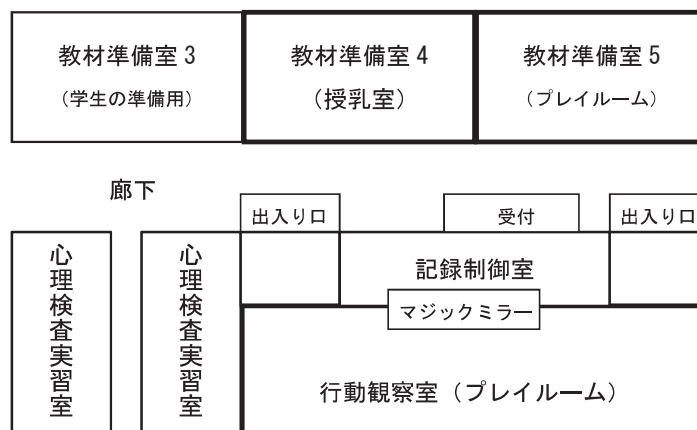 教材準備室 3
（学生の準備用）
教材準備室 4
（授乳室）
教材準備室 5
（プレイルーム）
廊下
出入り口
受付
出入り口
心理検査実習室
心理検査実習室
記録制御室
マジックミラー
行動観察室（プレイルーム）